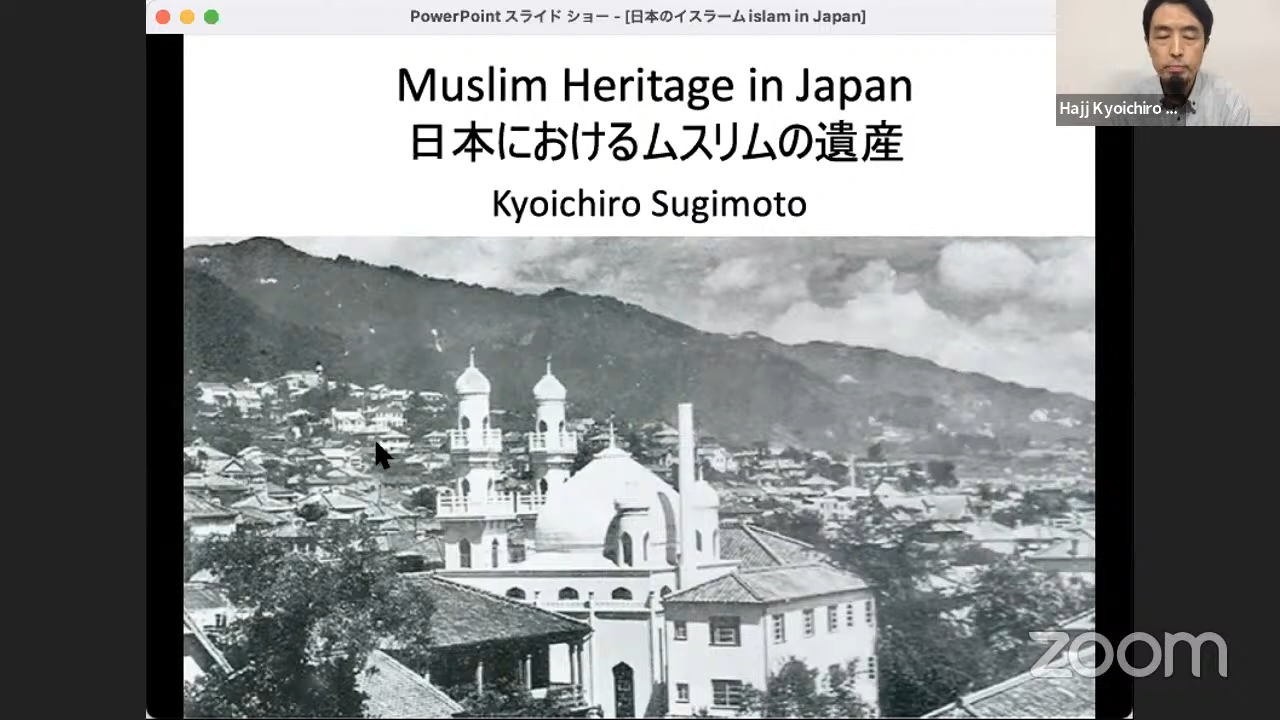 PowerPoint スライド ショー - [日本のイスラーム islam in Japan]
Muslim Heritage in Japan
日本におけるムスリムの遺産
Kyoichiro Sugimoto
Hajj Kyoichiro ...
zoom